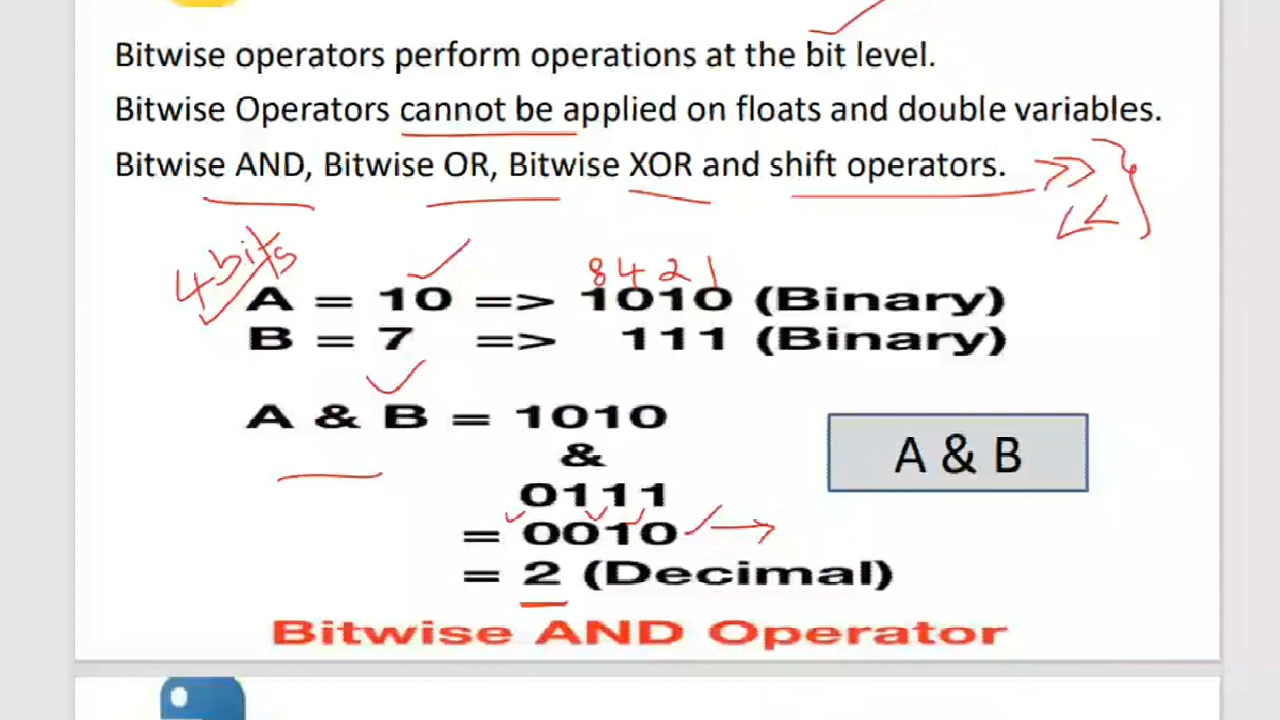 Bitwise operators perform operations at the bit level.
Bitwise Operators cannot be applied on floats and double variables.
Bitwise AND, Bitwise OR, Bitwise XOR and shift operators. >>
<<
4 bits
8 4 2 1
A = 10 => 1010 (Binary)
B = 7 => 111 (Binary)
A & B = 1010
&
0111
= 0010
= 2 (Decimal)
A & B
Bitwise AND Operator